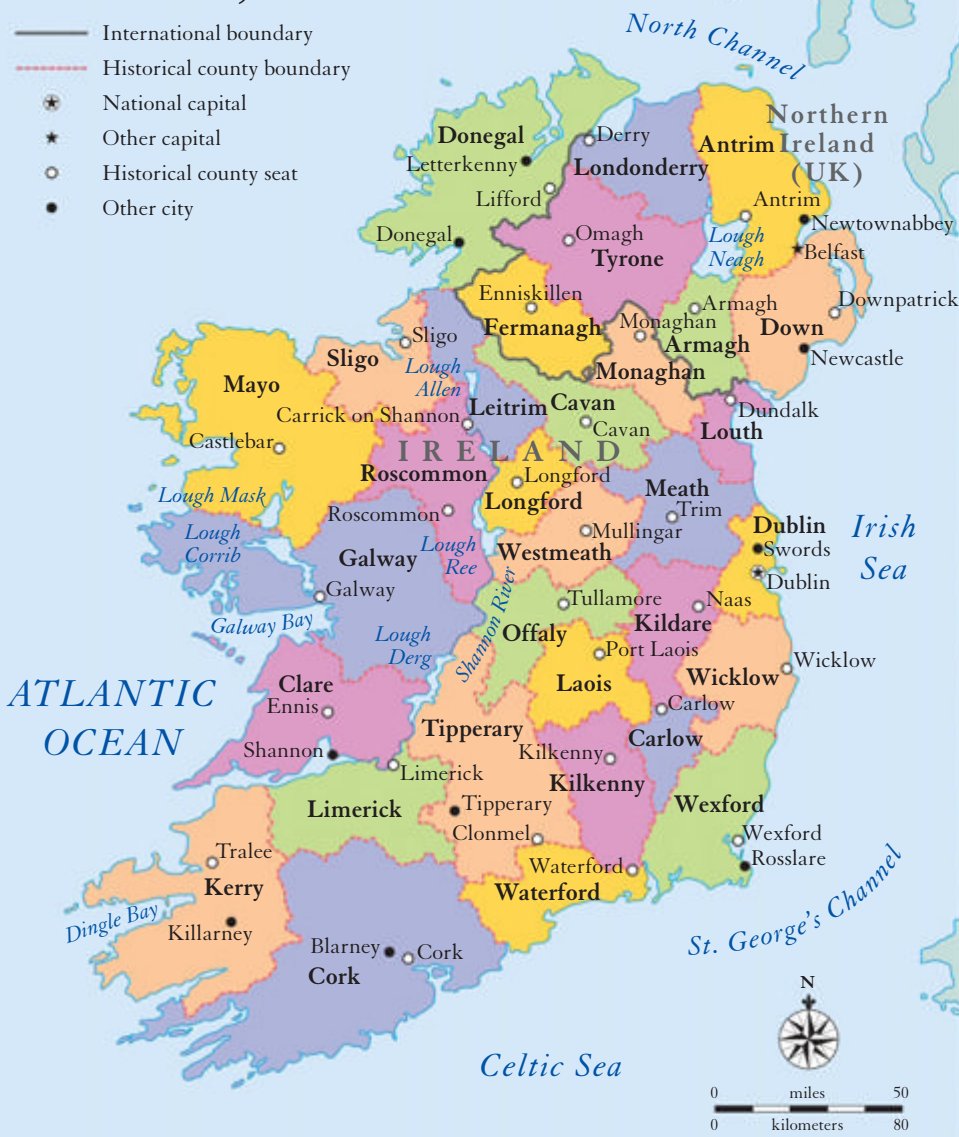 International boundary
Historical county boundary
National capital
Other capital
Historical county seat
Other city
North Channel
Northern
Ireland
(UK)
Donegal
Letterkenny
Lifford
Donegal
Derry
Londonderry
Antrim
Antrim
Newtownabbey
Belfast
Lough
Neagh
Omagh
Tyrone
Enniskillen
Fermanagh
Monaghan
Monaghan
Armagh
Armagh
Down
Downpatrick
Newcastle
Sligo
Sligo
Mayo
Castlebar
Lough
Allen
Carrick on Shannon
Leitrim
Cavan
Cavan
Dundalk
Louth
IRELAND
Roscommon
Roscommon
Longford
Longford
Meath
Trim
Lough Mask
Lough
Corrib
Galway
Galway
Galway Bay
Lough
Ree
Westmeath
Mullingar
Dublin
Swords
Dublin
Irish
Sea
Shannon River
Lough
Derg
Tullamore
Offaly
Kildare
Naas
Port Laois
Laois
Wicklow
Wicklow
ATLANTIC
OCEAN
Clare
Ennis
Shannon
Tipperary
Carlow
Carlow
Kilkenny
Kilkenny
Limerick
Limerick
Tipperary
Clonmel
Wexford
Wexford
Rosslare
Waterford
Waterford
Tralee
Kerry
Dingle Bay
Killarney
Blarney
Cork
Cork
St. George's Channel
Celtic Sea
N
0 miles 50
0 kilometers 80